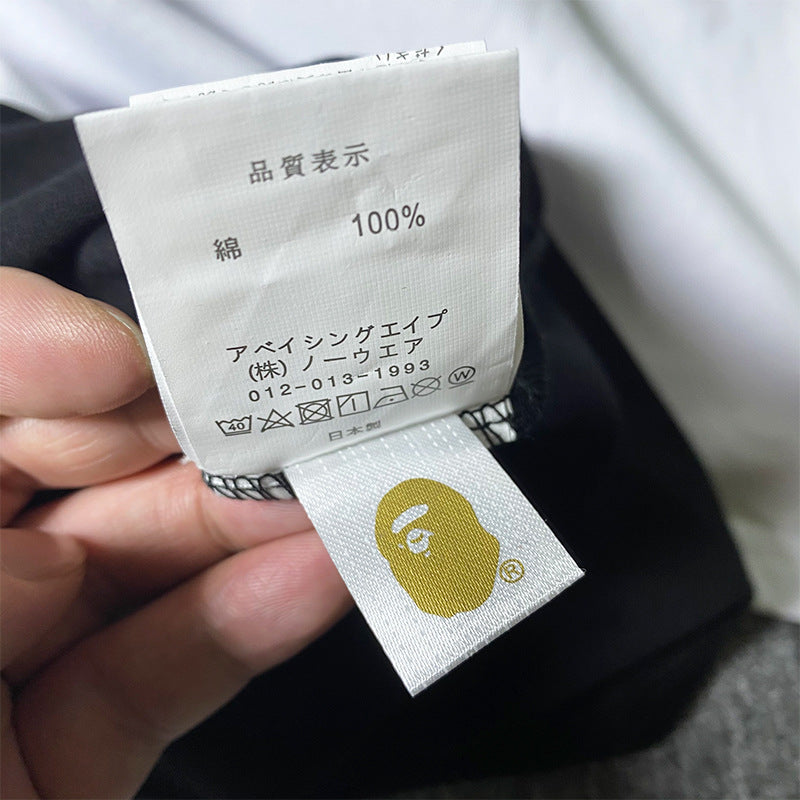 品質表示
綿 100%
アベイシングエイプ
(株) ノーウエア
012-013-1993
40 W
日本製
®